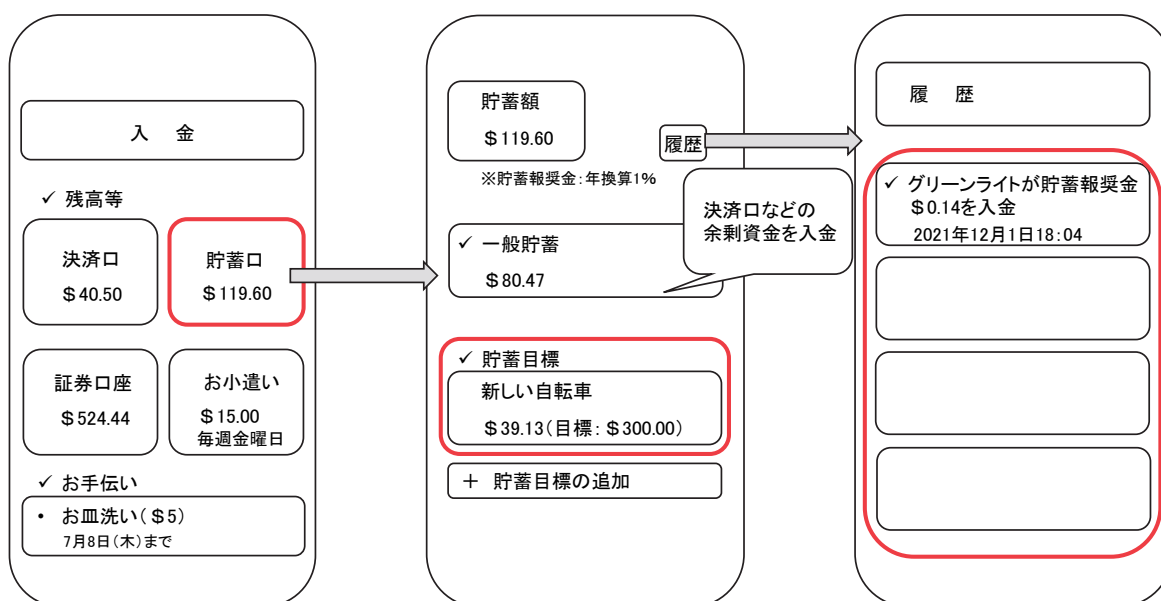 入 金
✓ 残高等
決済口
$40.50
貯蓄口
$119.60
証券口座
$524.44
お小遣い
$15.00
毎週金曜日
✓ お手伝い
• お皿洗い($5)
7月8日(木)まで
貯蓄額
$119.60
履歴
※貯蓄報奨金:年換算1%
決済口などの
余剰資金を入金
✓ 一般貯蓄
$80.47
✓ 貯蓄目標
新しい自転車
$39.13(目標:$300.00)
+ 貯蓄目標の追加
履 歴
✓ グリーンライトが貯蓄報奨金
$0.14を入金
2021年12月1日18:04